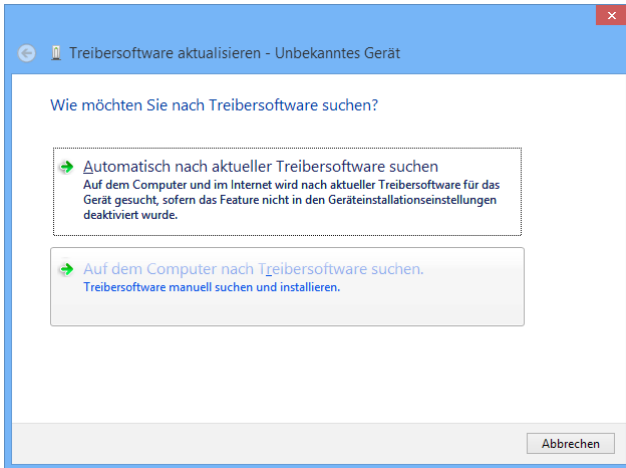 Treibersoftware aktualisieren - Unbekanntes Gerät
Wie möchten Sie nach Treibersoftware suchen?
Automatisch nach aktueller Treibersoftware suchen
Auf dem Computer und im Internet wird nach aktueller Treibersoftware für das
Gerät gesucht, sofern das Feature nicht in den Geräteinstallationseinstellungen
deaktiviert wurde.
Auf dem Computer nach Treibersoftware suchen.
Treibersoftware manuell suchen und installieren.
Abbrechen